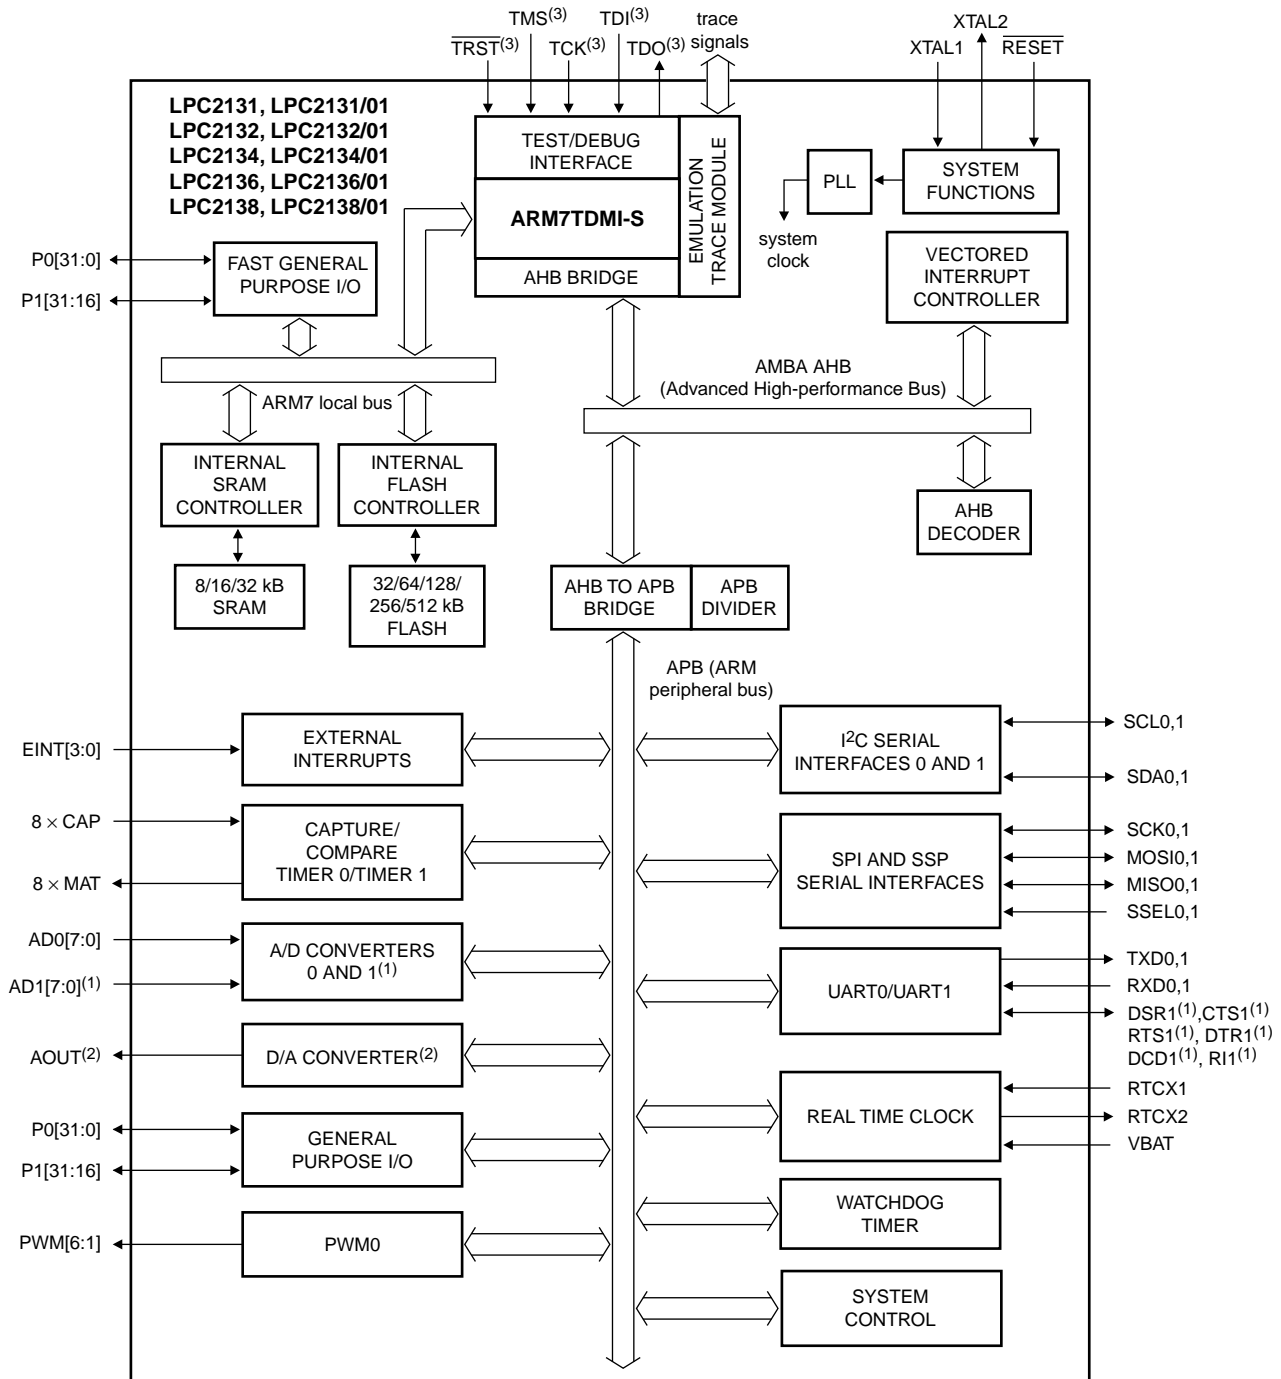 TMS(3)
TDI(3)
trace
signals
XTAL2
TRST(3)
TCK(3)
TDO(3)
XTAL1
RESET
LPC2131, LPC2131/01
LPC2132, LPC2132/01
LPC2134, LPC2134/01
LPC2136, LPC2136/01
LPC2138, LPC2138/01
TEST/DEBUG
INTERFACE
ARM7TDMI-S
AHB BRIDGE
EMULATION
TRACE MODULE
PLL
SYSTEM
FUNCTIONS
system
clock
VECTORED
INTERRUPT
CONTROLLER
P0[31:0]
P1[31:16]
FAST GENERAL
PURPOSE I/O
ARM7 local bus
AMBA AHB
(Advanced High-performance Bus)
INTERNAL
SRAM
CONTROLLER
INTERNAL
FLASH
CONTROLLER
AHB
DECODER
8/16/32 kB
SRAM
32/64/128/
256/512 kB
FLASH
AHB TO APB
BRIDGE
APB
DIVIDER
APB (ARM
peripheral bus)
EINT[3:0]
EXTERNAL
INTERRUPTS
I2C SERIAL
INTERFACES 0 AND 1
SCL0,1
SDA0,1
8 × CAP
8 × MAT
CAPTURE/
COMPARE
TIMER 0/TIMER 1
SPI AND SSP
SERIAL INTERFACES
SCK0,1
MOSI0,1
MISO0,1
SSEL0,1
AD0[7:0]
AD1[7:0](1)
A/D CONVERTERS
0 AND 1(1)
UART0/UART1
TXD0,1
RXD0,1
DSR1(1),CTS1(1)
RTS1(1), DTR1(1)
DCD1(1), RI1(1)
AOUT(2)
D/A CONVERTER(2)
REAL TIME CLOCK
RTCX1
RTCX2
VBAT
P0[31:0]
P1[31:16]
GENERAL
PURPOSE I/O
WATCHDOG
TIMER
PWM[6:1]
PWM0
SYSTEM
CONTROL